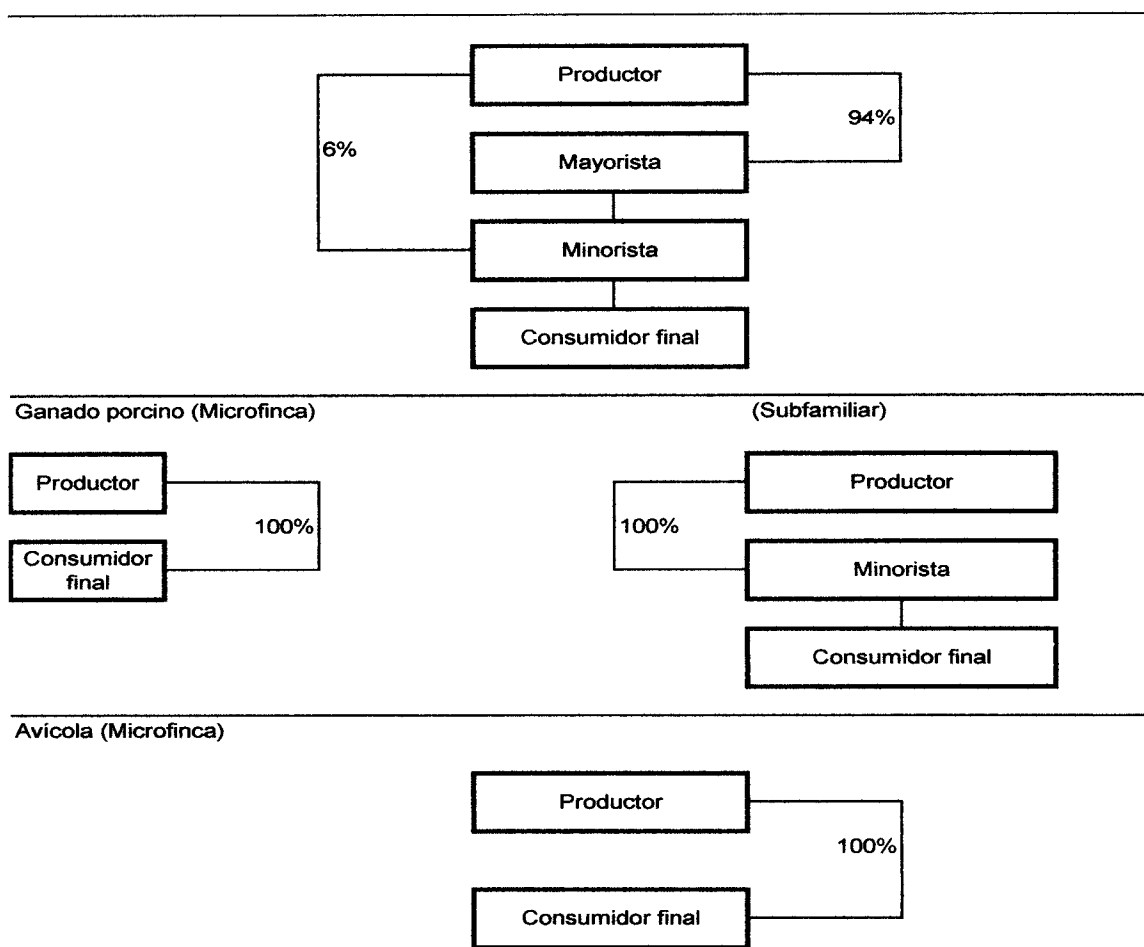 Productor
94%
6%
Mayorista
Minorista
Consumidor final
Ganado porcino (Microfinca)
(Subfamiliar)
Productor
100%
Consumidor
final
Productor
100%
Minorista
Consumidor final
Avícola (Microfinca)
Productor
100%
Consumidor final